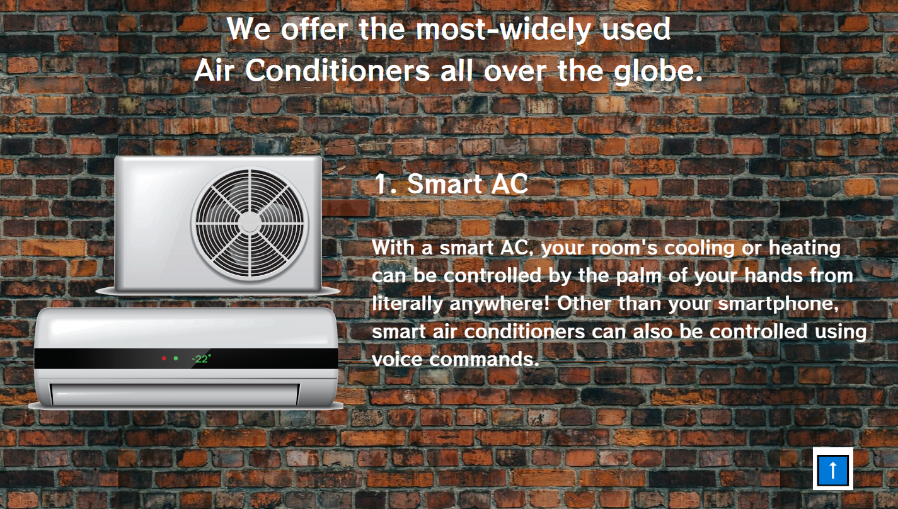 We offer the most-widely used
Air Conditioners all over the globe.
1. Smart AC
With a smart AC, your room's cooling or heating
can be controlled by the palm of your hands from
literally anywhere! Other than your smartphone,
smart air conditioners can also be controlled using
voice commands.
-22°
↑